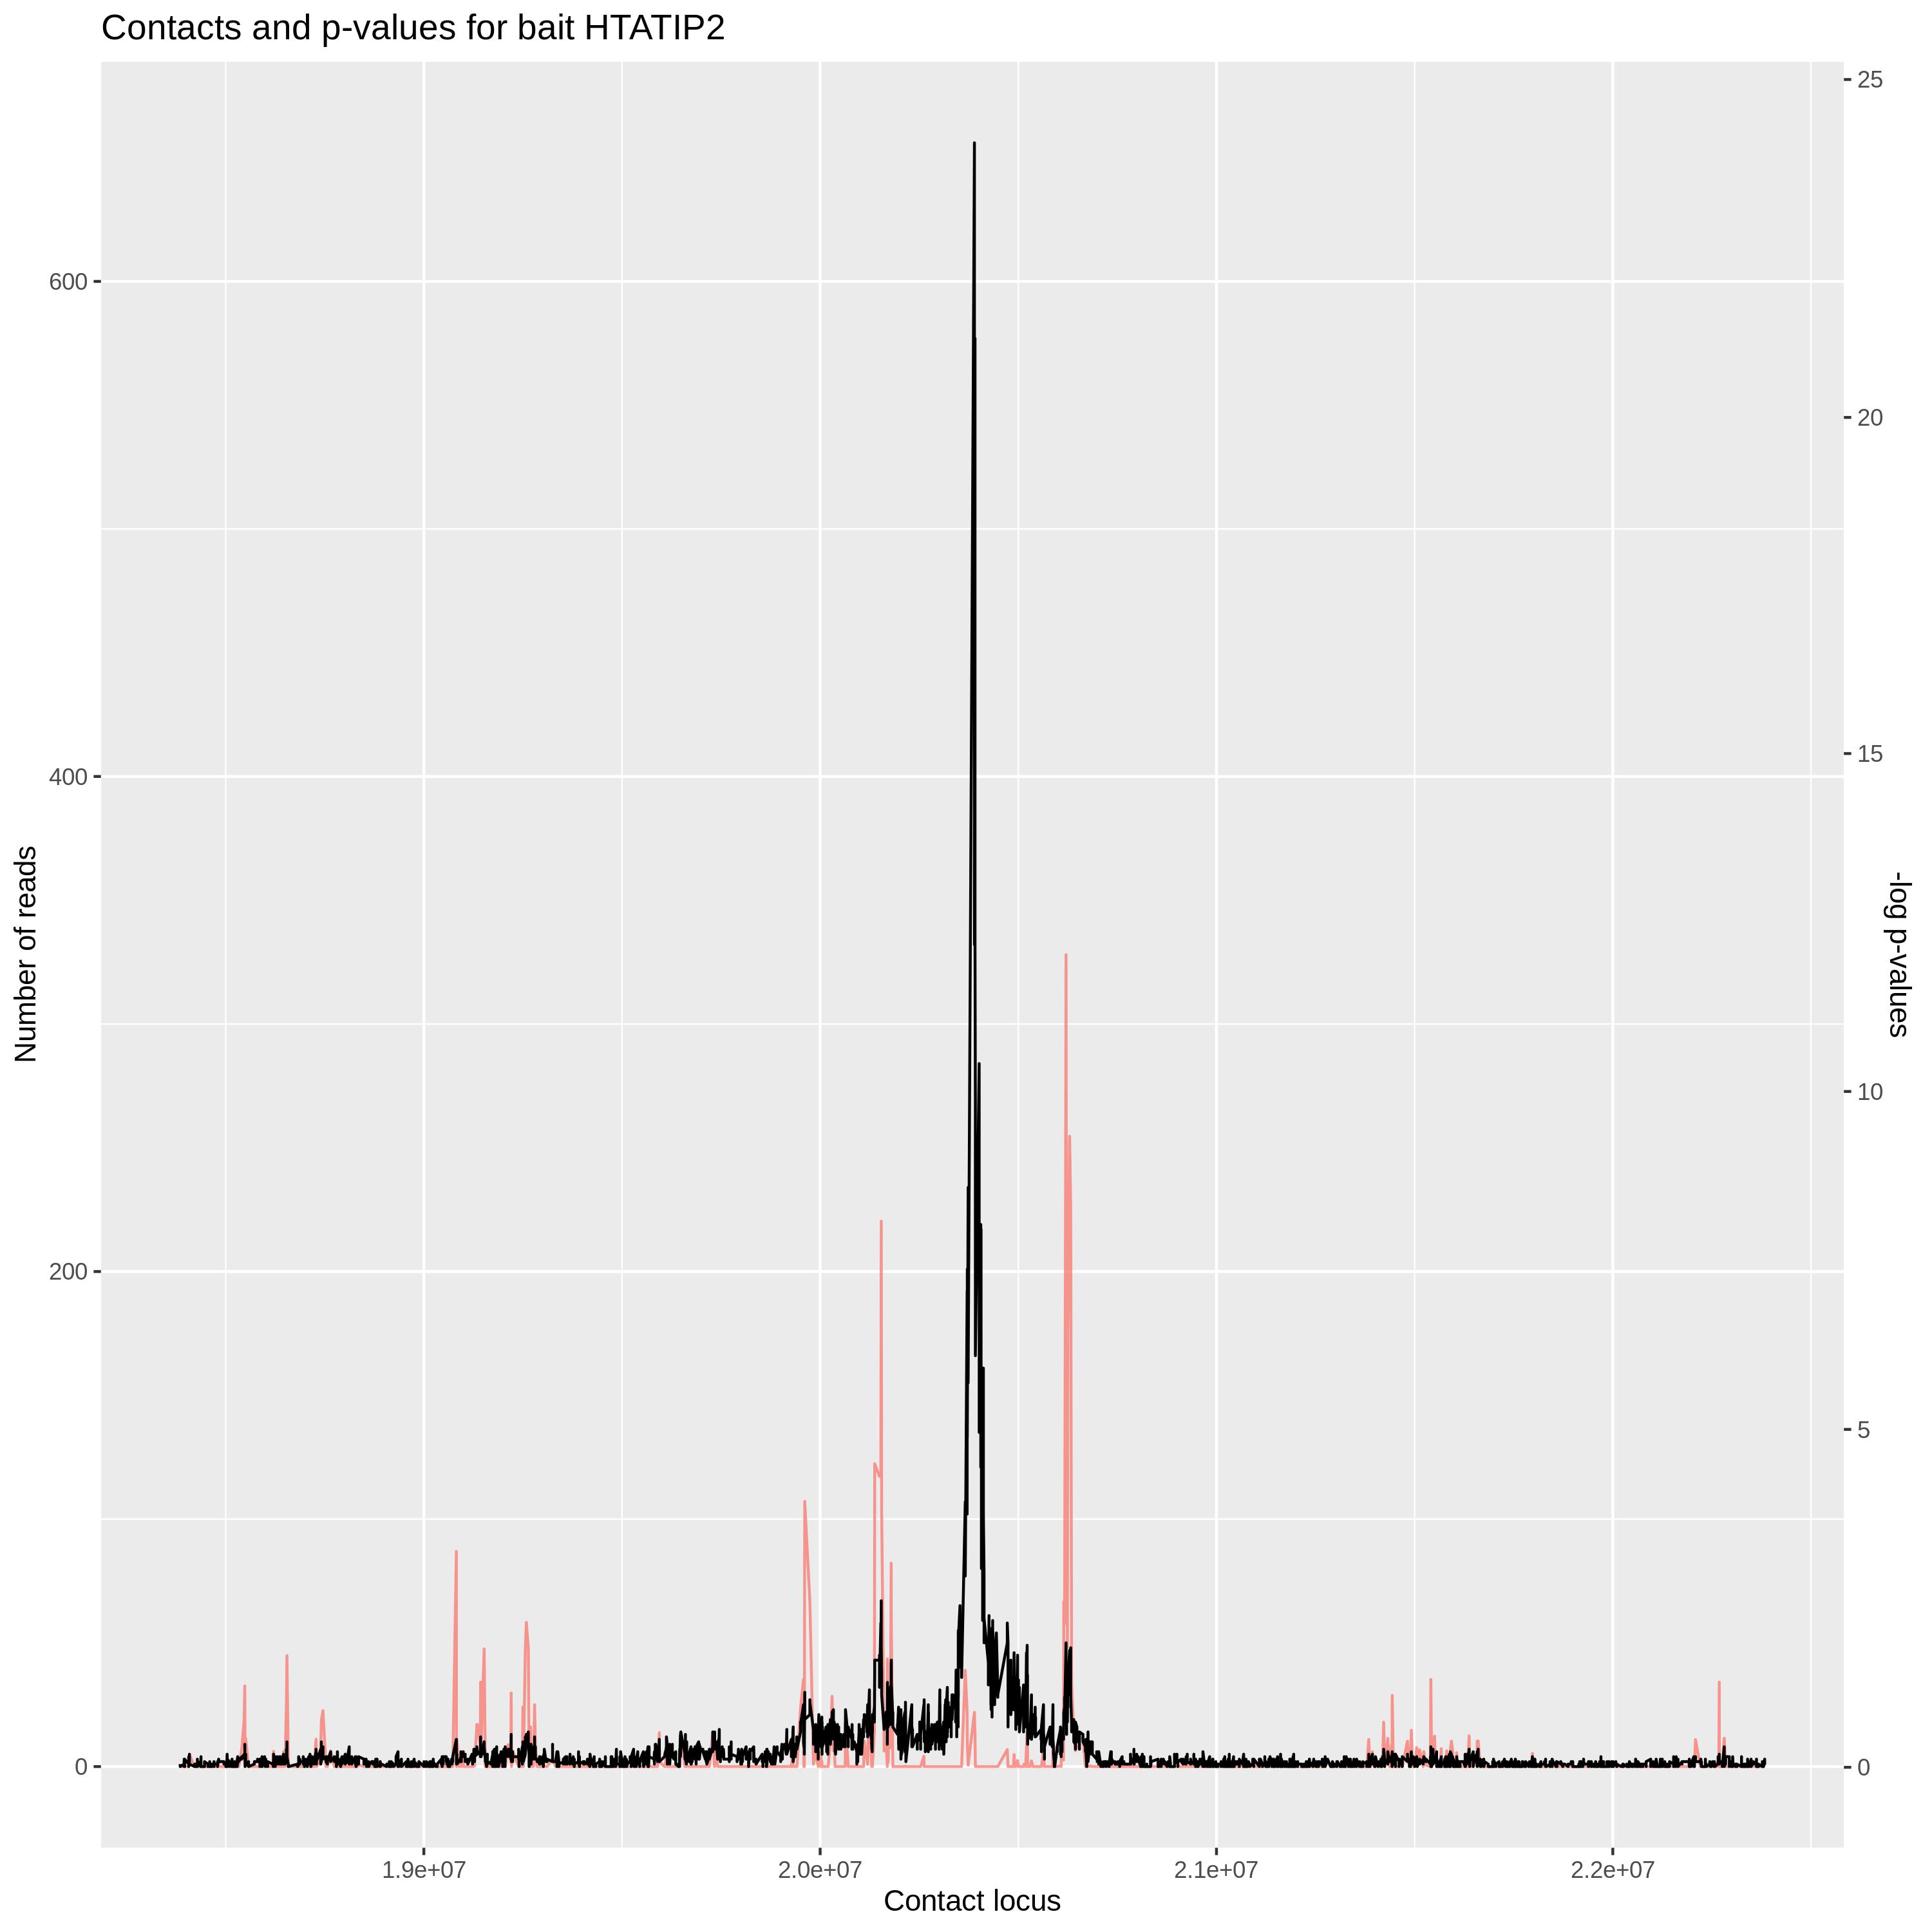 Contacts and p-values for bait HTATIP2
25
600
20
400
15
Number of reads
-log p-values
10
200
5
0
0
1.9e+07
2.0e+07
2.1e+07
2.2e+07
Contact locus